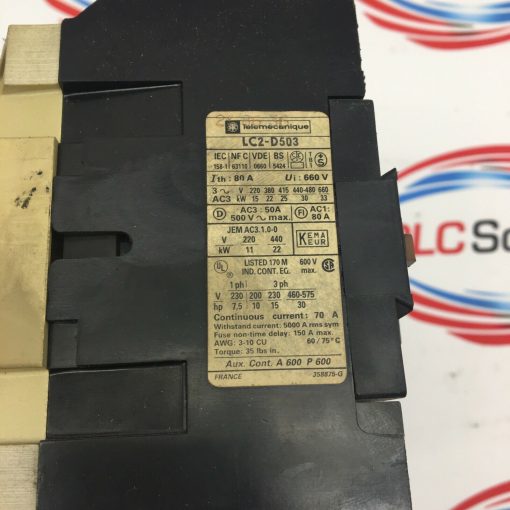 Telemecanique
LC2-D503
IEC NF C VDE BS
158-1 63110 0660 5424
Ith : 80 A Ui : 660 V
3 ∿ V 220 380 415 440-480 660
AC3 kW 15 22 25 30 33
D AC3 : 50A
500 V ∿ max.
Fi AC1:
80 A
JEM AC3.1.0-0
V 220 440
kW 11 22
KEMA
KEUR
UL LISTED 170 M 600 V
IND. CONT. EG. max.
1 ph 3 ph
V 230 200 230 460-575
hp 7,5 10 15 30
Continuous current : 70 A
Withstand current: 5000 A rms sym
Fuse non-time delay: 150 A max.
AWG: 3-10 CU 60/75°C
Torque: 35 lbs in.
Aux. Cont. A 600 P 600
FRANCE 358875-G
PLC So